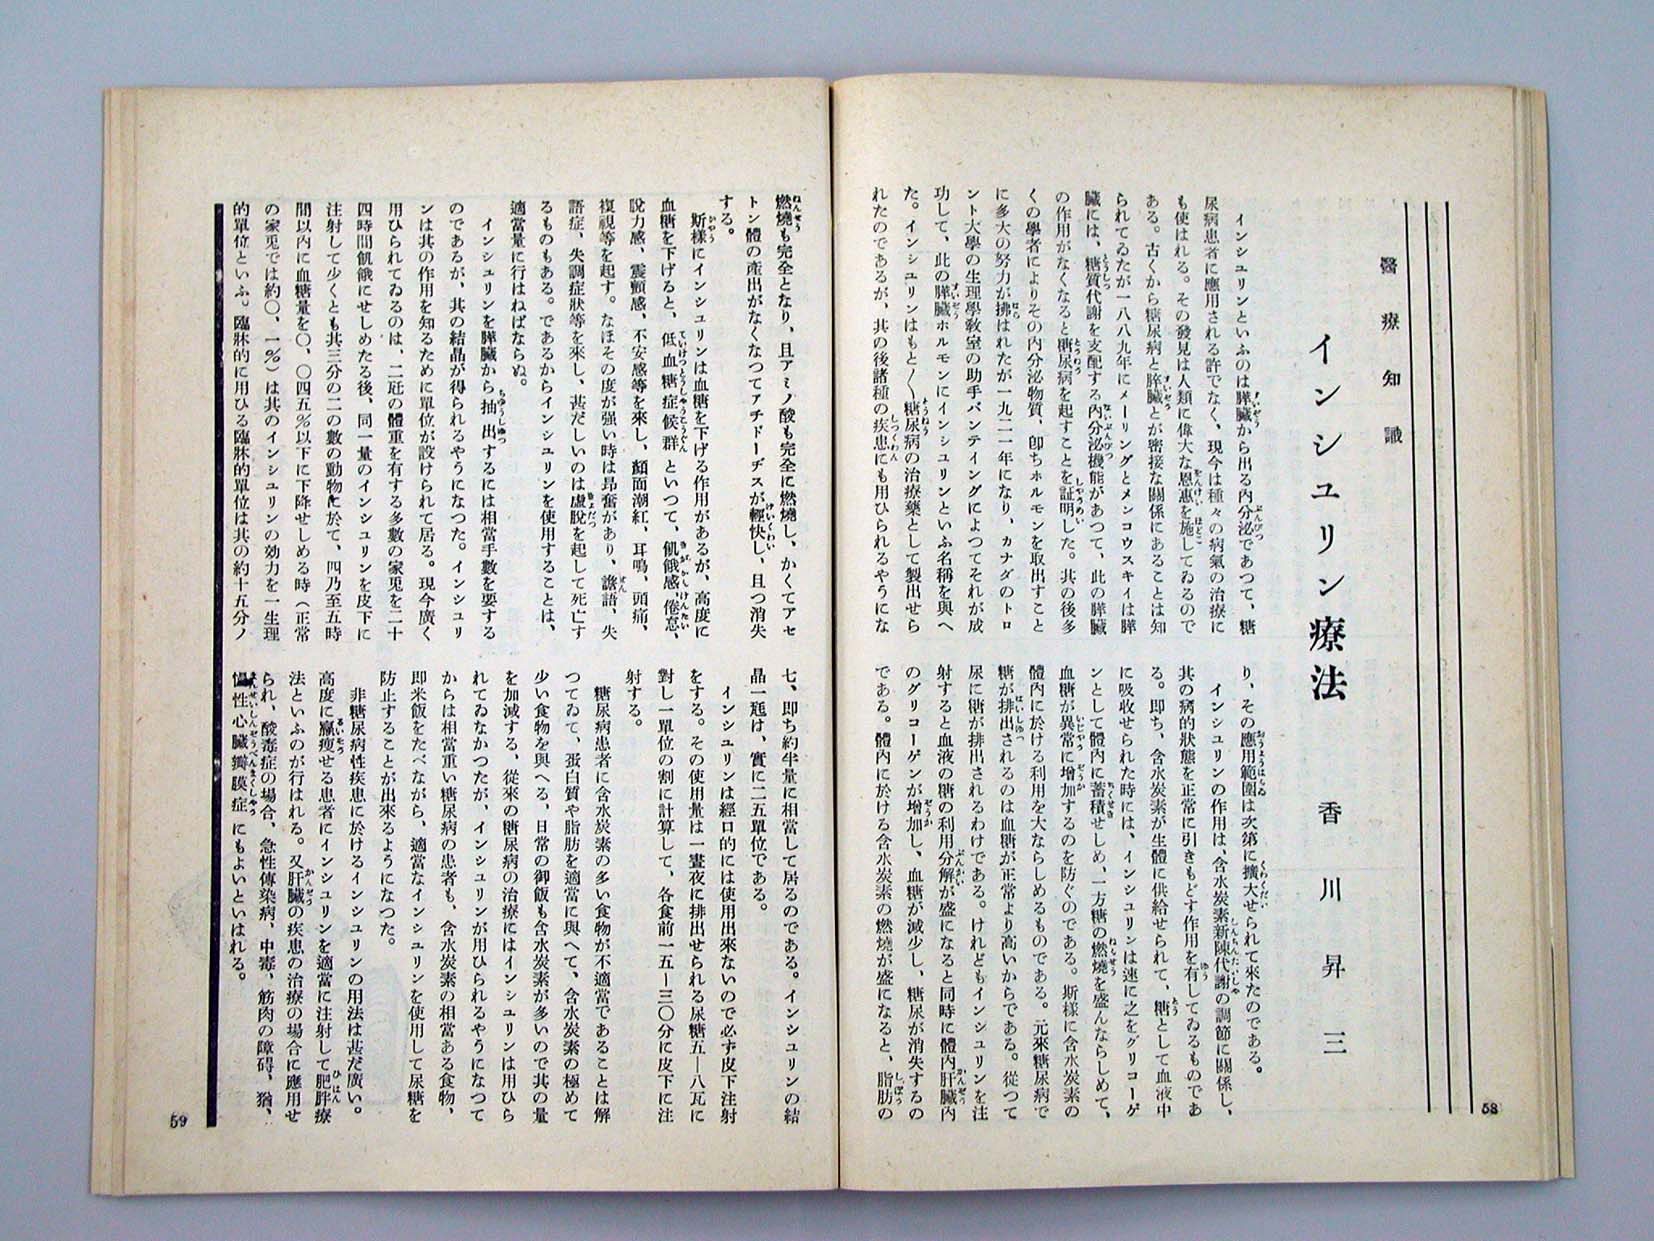 醫療知識
インシュリン療法
香川昇三
インシュリンといふのは膵臓から出る內分泌であつて、糖
尿病患者に應用される許でなく、現今は種々の病氣の治療に
も使はれる。その發見は人類に偉大な恩惠を施してゐるので
ある。古くから糖尿病と膵臓とが密接な關係にあることは知
られてゐたが一八八九年にメーリングとメンコウスキイは膵
臓には、糖質代謝を支配する內分泌機能があつて、此の膵臓
の作用がなくなると糖尿病を起すことを証明した。其の後多
くの學者によりその內分泌物質、卽ちホルモンを取出すこと
に多大の努力が拂はれたが一九二一年になり、カナダのトロ
ント大學の生理學敎室の助手バンティングによつてそれが成
功して、此の膵臓ホルモンにインシュリンといふ名稱を與へ
た。インシュリンはもと〳〵糖尿病の治療藥として製出せら
れたのであるが、其の後諸種の疾患にも用ひられるやうにな
り、その應用範圍は次第に擴大せられて來たのである。
インシュリンの作用は、含水炭素新陳代謝の調節に關係し、
其の病的狀態を正常に引きもどす作用を有してゐるものであ
る。卽ち、含水炭素が生體に供給せられて、糖として血液中
に吸收せられた時には、インシュリンは速に之をグリコーゲ
ンとして體內に蓄積せしめ、一方糖の燃燒を盛んならしめて、
血糖が異常に增加するのを防ぐのである。斯樣に含水炭素の
體內に於ける利用を大ならしめるものである。元來糖尿病で
糖が排出されるのは血糖が正常より高いからである。從つて
尿に糖が排出されるわけである。けれどもインシュリンを注
射すると血液の糖の利用分解が盛になると同時に體內肝臓內
のグリコーゲンが增加し、血糖が減少し、糖尿が消失するの
である。體內に於ける含水炭素の燃燒が盛になると、脂肪の
58
燃燒も完全となり、且アミノ酸も完全に燃燒し、かくてアセ
トン體の產出がなくなつてアチドーヂスが輕快し、且つ消失
する。
斯樣にインシュリンは血糖を下げる作用があるが、高度に
血糖を下げると、低血糖症候群といつて、飢餓感、倦怠、
脫力感、震顫感、不安感等を來し、顏面潮紅、耳鳴、頭痛、
複視等を起す。なほその度が强い時は昂奮があり、譫語、失
語症、失調症狀等を來し、甚だしいのは虛脫を起して死亡す
るものもある。であるからインシュリンを使用することは、
適當量に行はねばならぬ。
インシュリンを膵臓から抽出するには相當手數を要する
のであるが、其の結晶が得られるやうになつた。インシュリ
ンは其の作用を知るために單位が設けられて居る。現今廣く
用ひられてゐるのは、二瓩の體重を有する多數の家兎を二十
四時間飢餓にせしめたる後、同一量のインシュリンを皮下に
注射して少くとも其三分の二の數の動物に於て、四乃至五時
間以內に血糖量を〇、〇四五%以下に下降せしめる時(正常
の家兎では約〇、一%)は其のインシュリンの効力を一生理
的單位といふ。臨牀的に用ひる臨牀的單位は其の約十五分ノ
七、卽ち約半量に相當して居るのである。インシュリンの結
晶一瓱は、實に二五單位である。
インシュリンは經口的には使用出來ないので必ず皮下注射
をする。その使用量は一晝夜に排出せられる尿糖五—八瓦に
對し一單位の割に計算して、各食前一五—三〇分に皮下に注
射する。
糖尿病患者に含水炭素の多い食物が不適當であることは解
つてゐて、蛋白質や脂肪を適當に與へて、含水炭素の極めて
少い食物を與へる、日常の御飯も含水炭素が多いので其の量
を加減する、從來の糖尿病の治療にはインシュリンは用ひら
れてゐなかつたが、インシュリンが用ひられるやうになつて
からは相當重い糖尿病の患者も、含水炭素の相當ある食物、
卽米飯をたべながら、適當なインシュリンを使用して尿糖を
防止することが出來るようになつた。
非糖尿病性疾患に於けるインシュリンの用法は甚だ廣い。
高度に羸瘦せる患者にインシュリンを適當に注射して肥胖療
法といふのが行はれる。又肝臓の疾患の治療の場合に應用せ
られ、酸毒症の場合、急性傳染病、中毒、筋肉の障碍、猶、
慢性心臓瓣膜症にもよいといはれる。
59